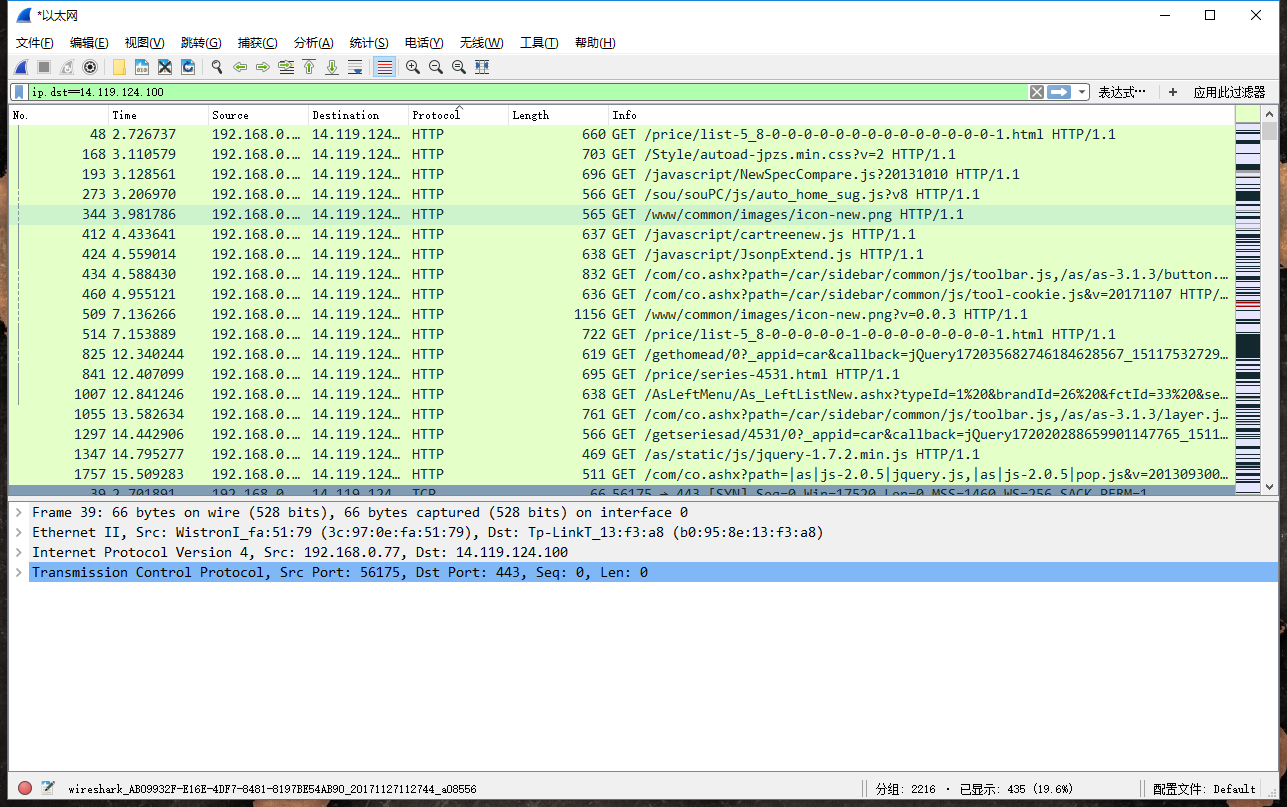 *以太网
文件(F) 编辑(E) 视图(V) 跳转(G) 捕获(C) 分析(A) 统计(S) 电话(Y) 无线(W) 工具(T) 帮助(H)
ip.dst==14.119.124.100 表达式… + 应用此过滤器
No. Time Source Destination Protocol Length Info
48 2.726737 192.168.0.… 14.119.124… HTTP 660 GET /price/list-5_8-0-0-0-0-0-0-0-0-0-0-0-0-0-1.html HTTP/1.1
168 3.110579 192.168.0.… 14.119.124… HTTP 703 GET /Style/autoad-jpzs.min.css?v=2 HTTP/1.1
193 3.128561 192.168.0.… 14.119.124… HTTP 696 GET /javascript/NewSpecCompare.js?20131010 HTTP/1.1
273 3.206970 192.168.0.… 14.119.124… HTTP 566 GET /sou/souPC/js/auto_home_sug.js?v8 HTTP/1.1
344 3.981786 192.168.0.… 14.119.124… HTTP 565 GET /www/common/images/icon-new.png HTTP/1.1
412 4.433641 192.168.0.… 14.119.124… HTTP 637 GET /javascript/cartreenew.js HTTP/1.1
424 4.559014 192.168.0.… 14.119.124… HTTP 638 GET /javascript/JsonpExtend.js HTTP/1.1
434 4.588430 192.168.0.… 14.119.124… HTTP 832 GET /com/co.ashx?path=/car/sidebar/common/js/toolbar.js,/as/as-3.1.3/button.…
460 4.955121 192.168.0.… 14.119.124… HTTP 636 GET /com/co.ashx?path=/car/sidebar/common/js/tool-cookie.js&v=20171107 HTTP/…
509 7.136266 192.168.0.… 14.119.124… HTTP 1156 GET /www/common/images/icon-new.png?v=0.0.3 HTTP/1.1
514 7.153889 192.168.0.… 14.119.124… HTTP 722 GET /price/list-5_8-0-0-0-0-0-1-0-0-0-0-0-0-0-1.html HTTP/1.1
825 12.340244 192.168.0.… 14.119.124… HTTP 619 GET /gethomead/0?_appid=car&callback=jQuery17203568274618462856​7_15117532729…
841 12.407099 192.168.0.… 14.119.124… HTTP 695 GET /price/series-4531.html HTTP/1.1
1007 12.841246 192.168.0.… 14.119.124… HTTP 638 GET /AsLeftMenu/As_LeftListNew.ashx?typeId=1%20&brandId=26%20&fctId=33%20&se…
1055 13.582634 192.168.0.… 14.119.124… HTTP 761 GET /com/co.ashx?path=/car/sidebar/common/js/toolbar.js,/as/as-3.1.3/layer.j…
1297 14.442906 192.168.0.… 14.119.124… HTTP 566 GET /getseriesad/4531/0?_appid=car&callback=jQuery172020288659901147765_1511…
1347 14.795277 192.168.0.… 14.119.124… HTTP 469 GET /as/static/js/jquery-1.7.2.min.js HTTP/1.1
1757 15.509283 192.168.0.… 14.119.124… HTTP 511 GET /com/co.ashx?path=|as|js-2.0.5|jquery.js,|as|js-2.0.5|pop.js&v=201309300…
39 2.701891 192.168.0.… 14.119.124… TCP 66 56175 → 443 [SYN] Seq=0 Win=17520 Len=0 MSS=1460 WS=256 SACK_PERM=1
Frame 39: 66 bytes on wire (528 bits), 66 bytes captured (528 bits) on interface 0
Ethernet II, Src: WistronI_fa:51:79 (3c:97:0e:fa:51:79), Dst: Tp-LinkT_13:f3:a8 (b0:95:8e:13:f3:a8)
Internet Protocol Version 4, Src: 192.168.0.77, Dst: 14.119.124.100
Transmission Control Protocol, Src Port: 56175, Dst Port: 443, Seq: 0, Len: 0
wireshark_AB09992F-E16E-4DF7-8481-8197BE54AB90_20171127112744_a08556 分组: 2216 · 已显示: 435 (19.6%) 配置文件: Default